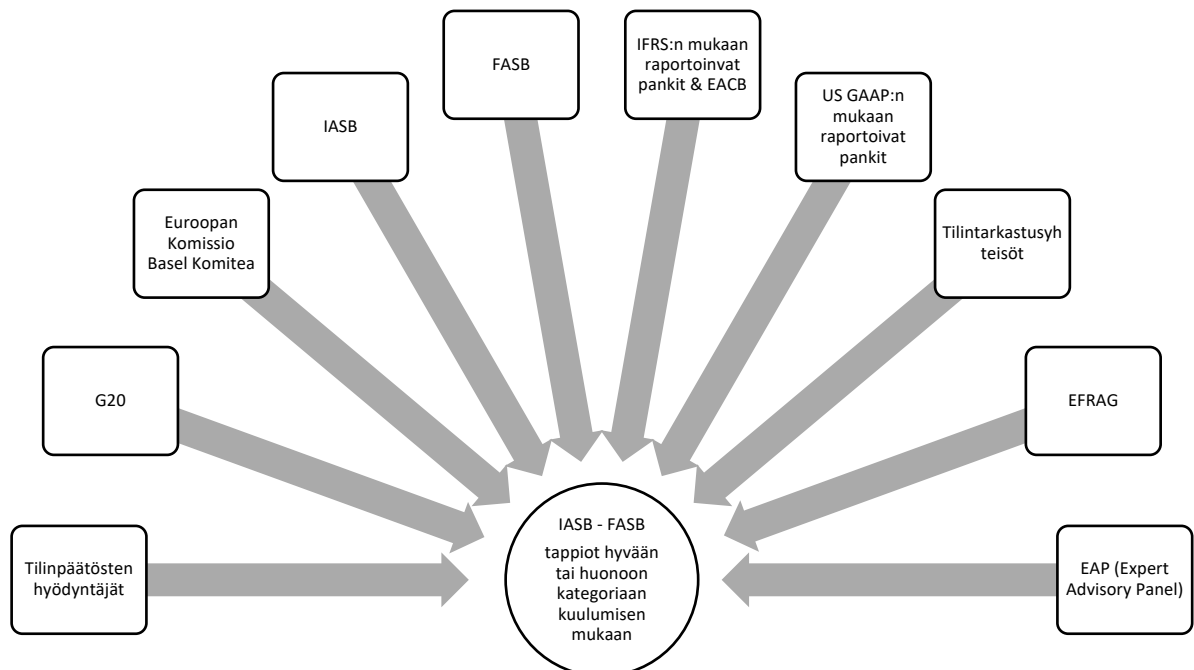 FASB
IFRS:n mukaan
raportoinvat
pankit & EACB
IASB
US GAAP:n
mukaan
raportoivat
pankit
Euroopan
Komissio
Basel Komitea
Tilintarkastusyh
teisöt
G20
EFRAG
Tilinpäätösten
hyödyntäjät
IASB - FASB
tappiot hyvään
tai huonoon
kategoriaan
kuulumisen
mukaan
EAP (Expert
Advisory Panel)